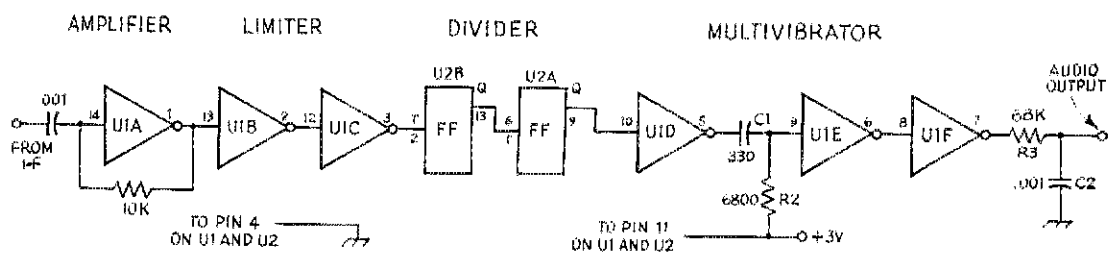 AMPLIFIER
LIMITER
DIVIDER
MULTIVIBRATOR
.001
14
U1A
1
FROM
I-F
10K
13
U1B
2
12
U1C
3
T
2
U2B
FF
Q
13
6
T
U2A
FF
Q
9
10
U1D
5
C1
330
9
U1E
6
8
U1F
7
6800
R2
68K
R3
AUDIO
OUTPUT
.001
C2
TO PIN 4
ON U1 AND U2
TO PIN 11
ON U1 AND U2
+3V